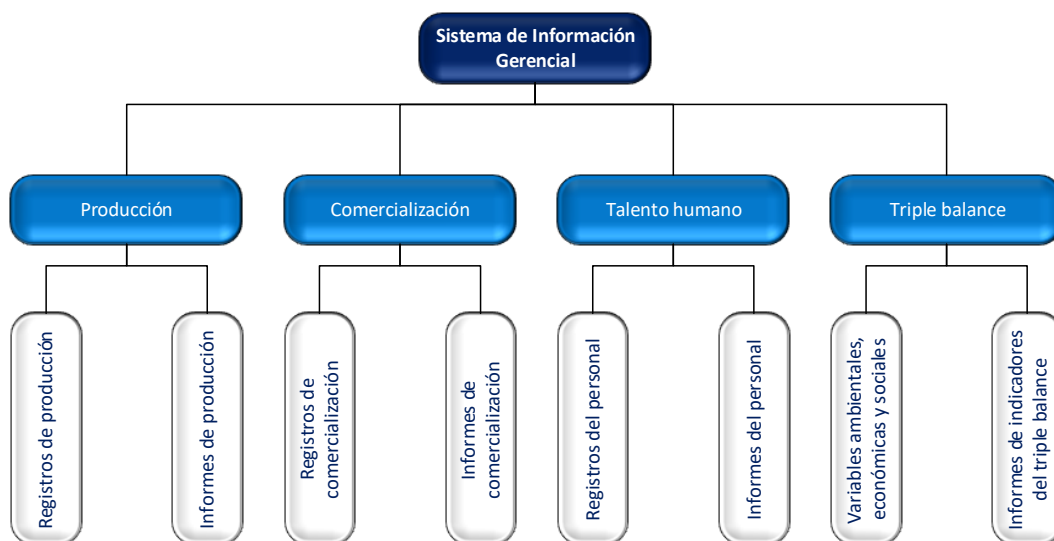 Sistema de Información
Gerencial
Producción
Comercialización
Talento humano
Triple balance
Registros de producción
Informes de producción
Registros de
comercialización
Informes de
comercialización
Registros del personal
Informes del personal
Variables ambientales,
económicas y sociales
Informes de indicadores
del triple balance